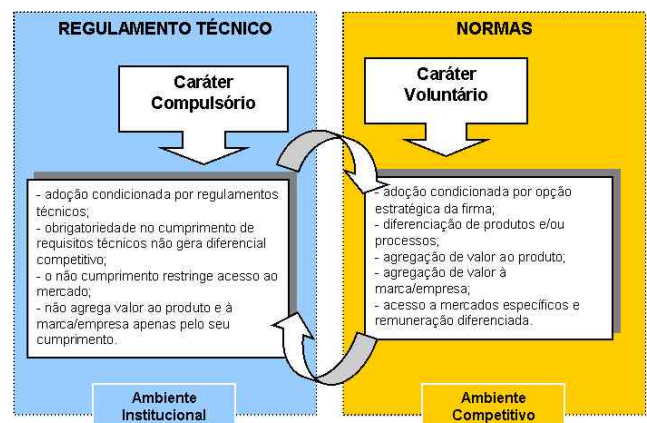 REGULAMENTO TÉCNICO
Caráter
Compulsório
- adoção condicionada por regulamentos
técnicos;
- obrigatoriedade no cumprimento de
requisitos técnicos não gera diferencial
competitivo;
- o não cumprimento restringe acesso ao
mercado;
- não agrega valor ao produto e à
marca/empresa apenas pelo seu
cumprimento.
Ambiente
Institucional
NORMAS
Caráter
Voluntário
- adoção condicionada por opção
estratégica da firma;
- diferenciação de produtos e/ou
processos;
- agregação de valor ao produto;
- agregação de valor à
marca/empresa;
- acesso a mercados específicos e
remuneração diferenciada.
Ambiente
Competitivo